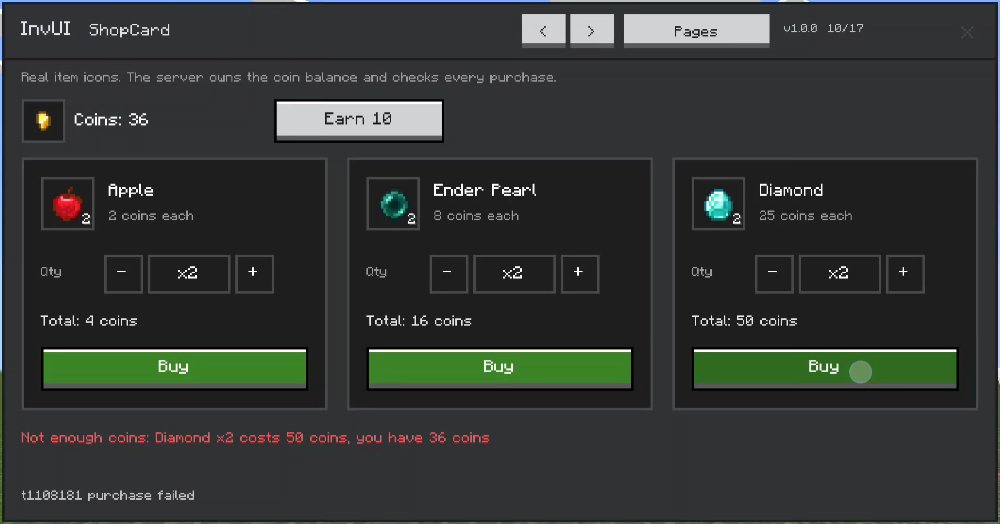 InvUI ShopCard < > Pages v1.0.0 10/17
Real item icons. The server owns the coin balance and checks every purchase.
Coins: 36 Earn 10
Apple
2 coins each
2
Qty - x2 +
Total: 4 coins
Buy
Ender Pearl
8 coins each
2
Qty - x2 +
Total: 16 coins
Buy
Diamond
25 coins each
2
Qty - x2 +
Total: 50 coins
Buy
Not enough coins: Diamond x2 costs 50 coins, you have 36 coins
t1108181 purchase failed